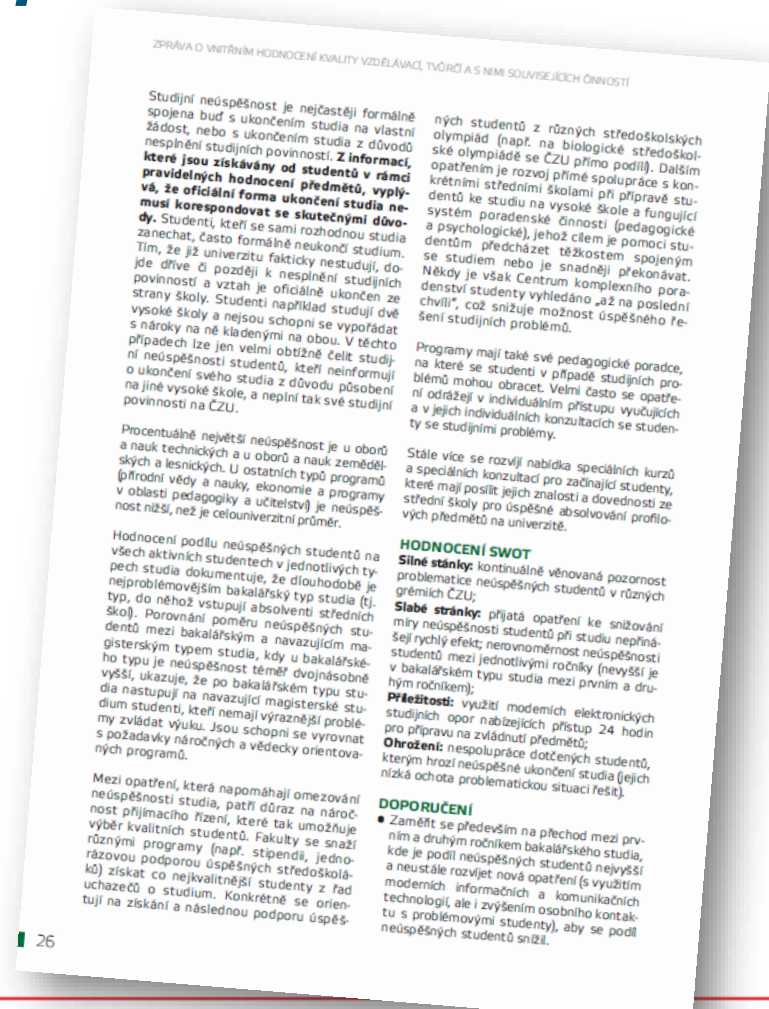 ZPRÁVA O VNITŘNÍM HODNOCENÍ KVALITY VZDĚLÁVACÍ, TVŮRČÍ A S NIMI SOUVISEJÍCÍCH ČINNOSTÍ
Studijní neúspěšnost je nejčastěji formálně
spojena buď s ukončením studia na vlastní
žádost, nebo s ukončením studia z důvodů
nesplnění studijních povinností. Z informací,
které jsou získávány od studentů v rámci
pravidelných hodnocení předmětů, vyplý-
vá, že oficiální forma ukončení studia ne-
musí korespondovat se skutečnými důvo-
dy. Studenti, kteří se sami rozhodnou studia
zanechat, často formálně neukončí studium.
Tím, že již univerzitu fakticky nestudují, do-
jde dříve či později k nesplnění studijních
povinností a vztah je oficiálně ukončen ze
strany školy. Studenti například studují dvě
vysoké školy a nejsou schopni se vypořádat
s nároky na ně kladenými na obou. V těchto
případech lze jen velmi obtížně čelit studij-
ní neúspěšnosti studentů, kteří neinformují
o ukončení svého studia z důvodu působení
na jiné vysoké škole, a neplní tak své studijní
povinnosti na ČZU.
Procentuálně největší neúspěšnost je u oborů
a nauk technických a u oborů a nauk zeměděl-
ských a lesnických. U ostatních typů programů
(přírodní vědy a nauky, ekonomie a programy
v oblasti pedagogiky a učitelství) je neúspěš-
nost nižší, než je celouniverzitní průměr.
Hodnocení podílu neúspěšných studentů na
všech aktivních studentech v jednotlivých ty-
pech studia dokumentuje, že dlouhodobě je
nejproblémovějším bakalářský typ studia (tj.
typ, do něhož vstupují absolventi středních
škol). Porovnání poměru neúspěšných stu-
dentů mezi bakalářským a navazujícím ma-
gisterským typem studia, kdy u bakalářské-
ho typu je neúspěšnost téměř dvojnásobně
vyšší, ukazuje, že po bakalářském typu stu-
dia nastupují na navazující magisterské stu-
dium studenti, kteří nemají výraznější problé-
my zvládat výuku. Jsou schopni se vyrovnat
s požadavky náročných a vědecky orientova-
ných programů.
Mezi opatření, která napomáhají omezování
neúspěšnosti studia, patří důraz na nároč-
nost přijímacího řízení, které tak umožňuje
výběr kvalitních studentů. Fakulty se snaží
různými programy (např. stipendii, jedno-
rázovou podporou úspěšných středoškolá-
ků) získat co nejkvalitnější studenty z řad
uchazečů o studium. Konkrétně se orien-
tují na získání a následnou podporu úspěš-
ných studentů z různých středoškolských
olympiád (např. na biologické středoškol-
ské olympiádě se ČZU přímo podílí). Dalším
opatřením je rozvoj přímé spolupráce s kon-
krétními středními školami při přípravě stu-
dentů ke studiu na vysoké škole a fungující
systém poradenské činnosti (pedagogické
a psychologické), jehož cílem je pomoci stu-
dentům předcházet těžkostem spojeným
se studiem nebo je snadněji překonávat.
Někdy je však Centrum komplexního pora-
denství studenty vyhledáno „až na poslední
chvíli“, což snižuje možnost úspěšného ře-
šení studijních problémů.
Programy mají také své pedagogické poradce,
na které se studenti v případě studijních pro-
blémů mohou obracet. Velmi často se opatře-
ní odrážejí v individuálním přístupu vyučujících
a v jejich individuálních konzultacích se studen-
ty se studijními problémy.
Stále více se rozvíjí nabídka speciálních kurzů
a speciálních konzultací pro začínající studenty,
které mají posílit jejich znalosti a dovednosti ze
střední školy pro úspěšné absolvování profilo-
vých předmětů na univerzitě.
HODNOCENÍ SWOT
Silné stánky: kontinuálně věnovaná pozornost
problematice neúspěšných studentů v různých
grémiích ČZU;
Slabé stránky: přijatá opatření ke snižování
míry neúspěšnosti studentů při studiu nepřiná-
šejí rychlý efekt; nerovnoměrnost neúspěšnosti
studentů mezi jednotlivými ročníky (nevyšší je
v bakalářském typu studia mezi prvním a dru-
hým ročníkem);
Příležitosti: využití moderních elektronických
studijních opor nabízejících přístup 24 hodin
pro přípravu na zvládnutí předmětů;
Ohrožení: nespolupráce dotčených studentů,
kterým hrozí neúspěšné ukončení studia (jejich
nízká ochota problematickou situaci řešit).
DOPORUČENÍ
● Zaměřit se především na přechod mezi prv-
ním a druhým ročníkem bakalářského studia,
kde je podíl neúspěšných studentů nejvyšší
a neustále rozvíjet nová opatření (s využitím
moderních informačních a komunikačních
technologií, ale i zvýšením osobního kontak-
tu s problémovými studenty), aby se podíl
neúspěšných studentů snížil.
26